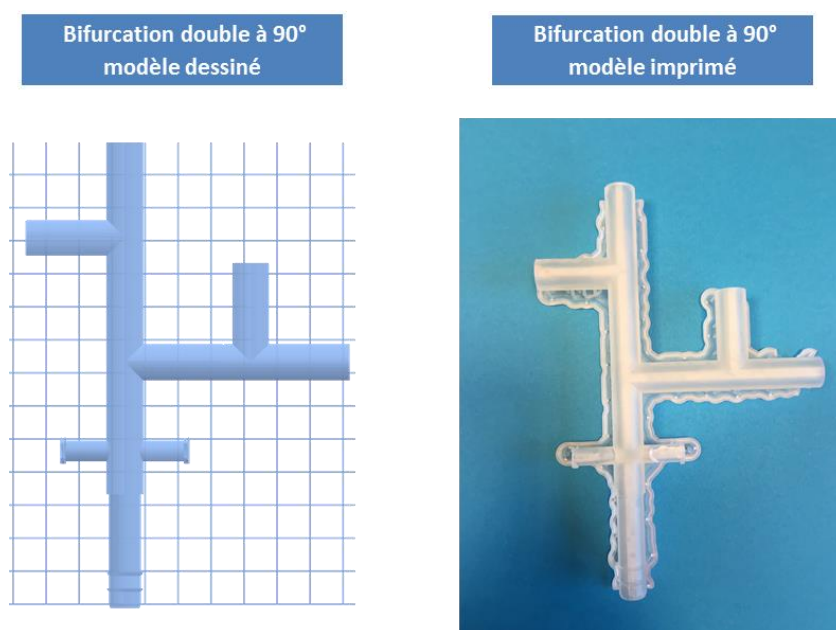 Bifurcation double à 90°
modèle dessiné
Bifurcation double à 90°
modèle imprimé